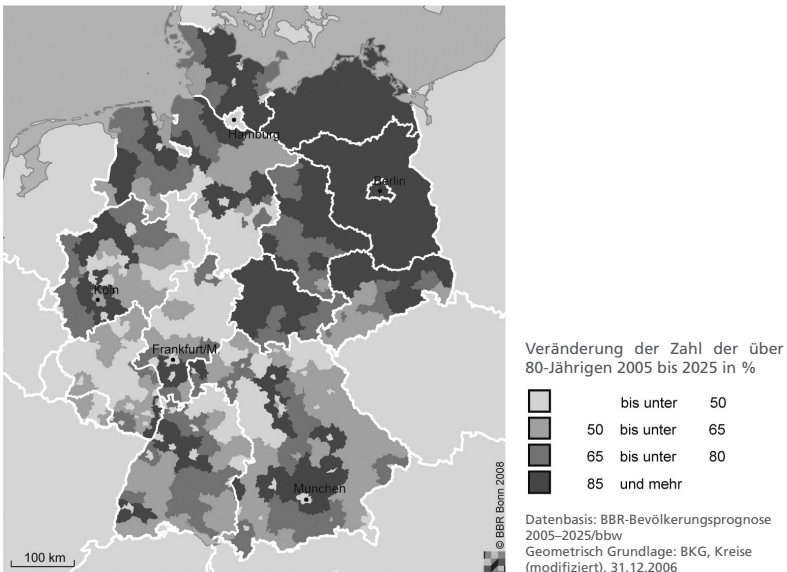 Hamburg
Berlin
Köln
Frankfurt/M.
München
100 km
© BBR Bonn 2008
Veränderung der Zahl der über
80-Jährigen 2005 bis 2025 in %
bis unter 50
50 bis unter 65
65 bis unter 80
85 und mehr
Datenbasis: BBR-Bevölkerungsprognose
2005–2025/bbw
Geometrisch Grundlage: BKG, Kreise
(modifiziert), 31.12.2006